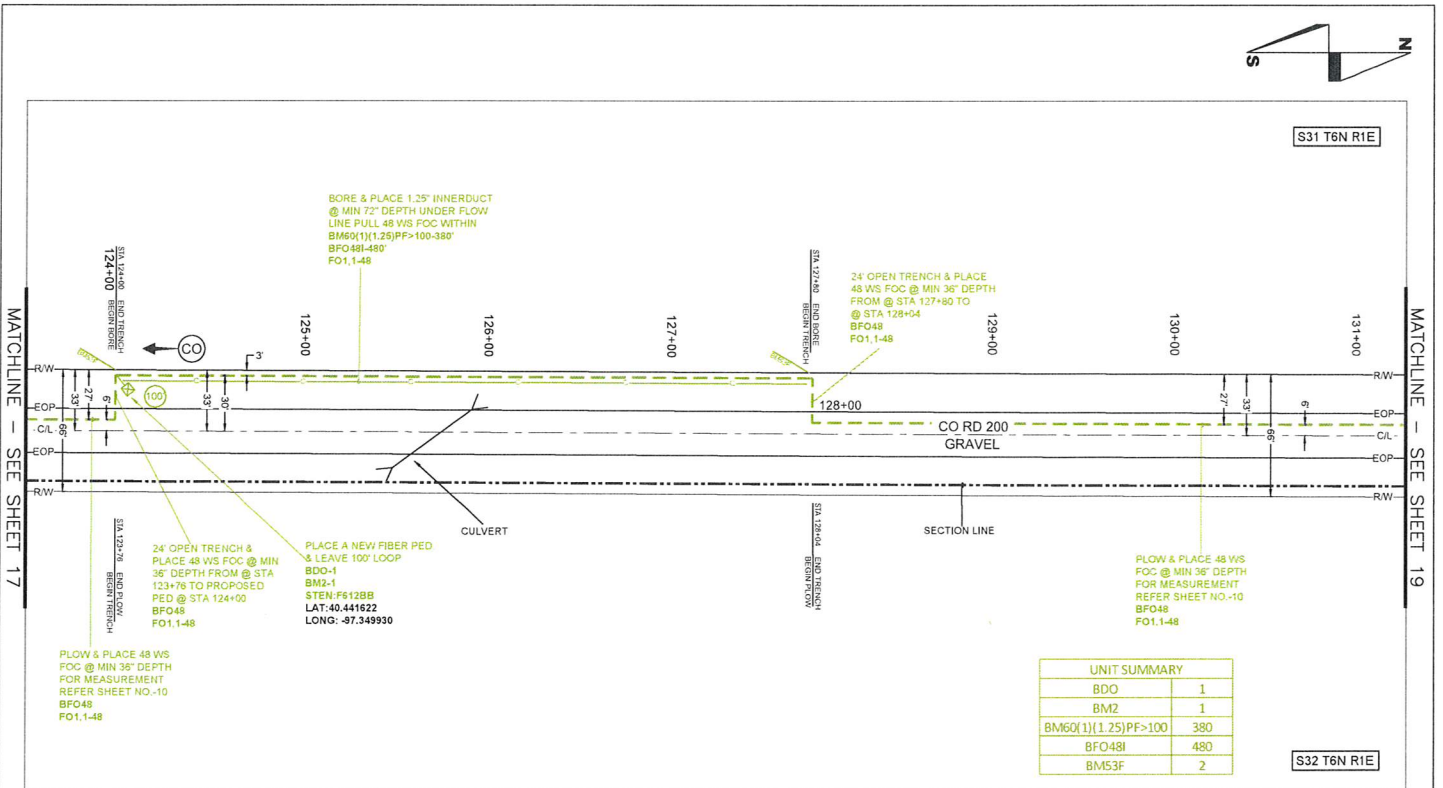 N
S
S31 T6N R1E
BORE & PLACE 1.25" INNERDUCT
@ MIN 72" DEPTH UNDER FLOW
LINE PULL 48 WS FOC WITHIN
BM60(1)(1.25)PF>100-380'
BFO48I-480'
FO1,1-48
STA 124+00 END TRENCH
BEGIN BORE
124+00
STA 127+80 END BORE
BEGIN TRENCH
24' OPEN TRENCH & PLACE
48 WS FOC @ MIN 36" DEPTH
FROM @ STA 127+80 TO
@ STA 128+04
BFO48
FO1,1-48
125+00
126+00
127+00
128+00
129+00
130+00
131+00
MATCHLINE - SEE SHEET 17
MATCHLINE - SEE SHEET 19
CO
100'
3'
R/W
EOP
C/L
EOP
R/W
33'
27'
6'
66'
33'
30'
CO RD 200
GRAVEL
27'
33'
66'
6'
R/W
EOP
C/L
EOP
R/W
CULVERT
SECTION LINE
STA 123+76 END PLOW
BEGIN TRENCH
STA 128+04 END TRENCH
BEGIN PLOW
24' OPEN TRENCH &
PLACE 48 WS FOC @ MIN
36" DEPTH FROM @ STA
123+76 TO PROPOSED
PED @ STA 124+00
BFO48
FO1,1-48
PLACE A NEW FIBER PED
& LEAVE 100' LOOP
BDO-1
BM2-1
STEN:F612BB
LAT:40.441622
LONG: -97.349930
PLOW & PLACE 48 WS
FOC @ MIN 36" DEPTH
FOR MEASUREMENT
REFER SHEET NO.-10
BFO48
FO1,1-48
PLOW & PLACE 48 WS
FOC @ MIN 36" DEPTH
FOR MEASUREMENT
REFER SHEET NO.-10
BFO48
FO1,1-48
UNIT SUMMARY
BDO 1
BM2 1
BM60(1)(1.25)PF>100 380
BFO48I 480
BM53F 2
S32 T6N R1E